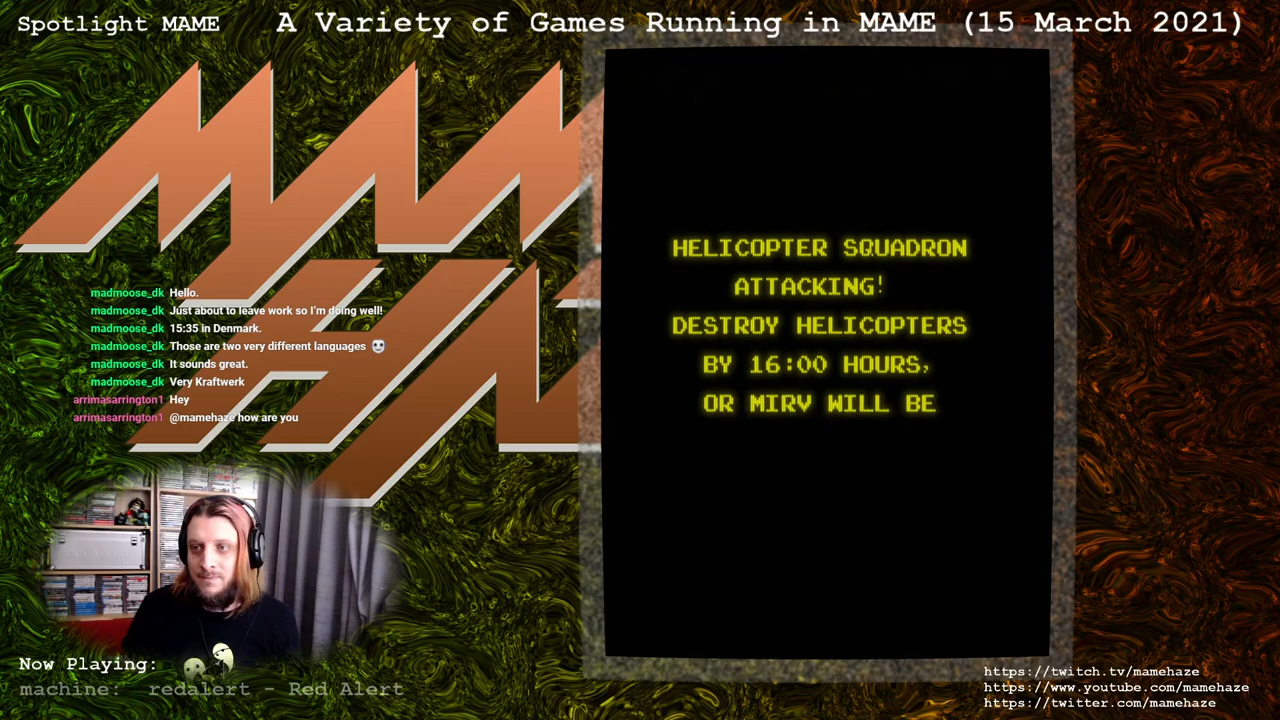 Spotlight MAME
A Variety of Games Running in MAME (15 March 2021)
HELICOPTER SQUADRON
ATTACKING!
DESTROY HELICOPTERS
BY 16:00 HOURS,
OR MIRV WILL BE
madmoose_dk Hello.
madmoose_dk Just about to leave work so I'm doing well!
madmoose_dk 15:35 in Denmark.
madmoose_dk Those are two very different languages
madmoose_dk It sounds great.
madmoose_dk Very Kraftwerk
arrimasarrington1 Hey
arrimasarrington1 @mamehaze how are you
Now Playing:
machine: redalert - Red Alert
https://twitch.tv/mamehaze
https://www.youtube.com/mamehaze
https://twitter.com/mamehaze